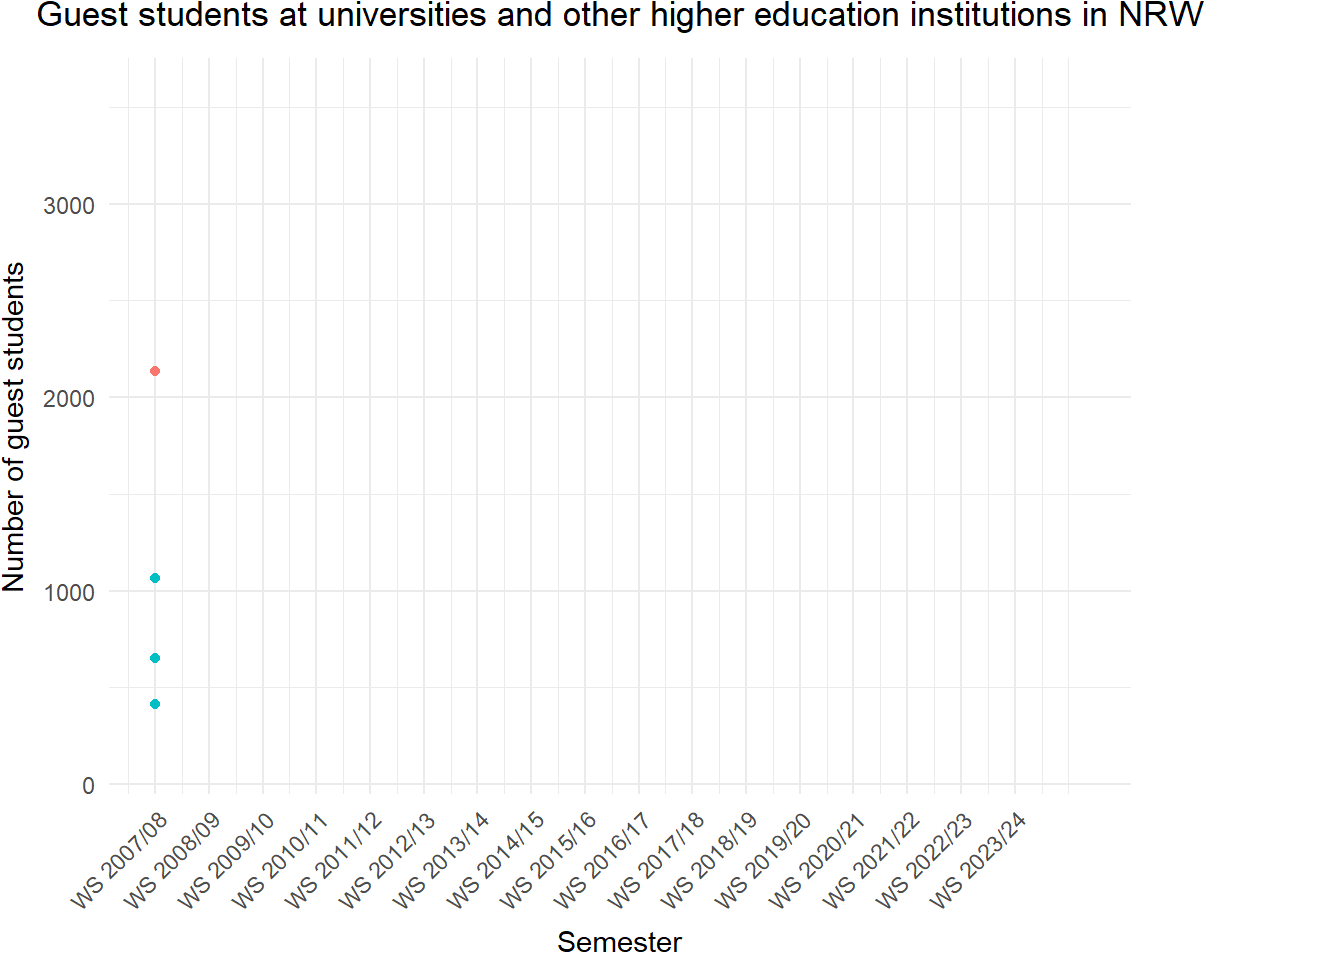 Guest students at universities and other higher education institutions in NRW
Number of guest students
3000
2000
1000
0
WS 2007/08
WS 2008/09
WS 2009/10
WS 2010/11
WS 2011/12
WS 2012/13
WS 2013/14
WS 2014/15
WS 2015/16
WS 2016/17
WS 2017/18
WS 2018/19
WS 2019/20
WS 2020/21
WS 2021/22
WS 2022/23
WS 2023/24
Semester